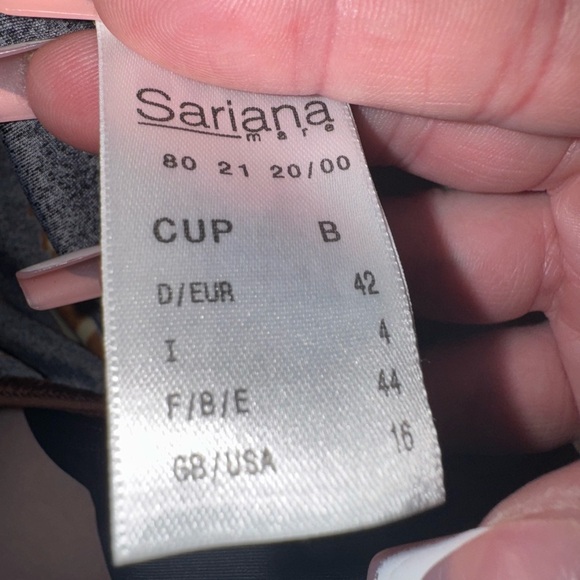 Sariana
mare
80 21 20/00
CUP B
D/EUR 42
I 4
F/B/E 44
GB/USA 16